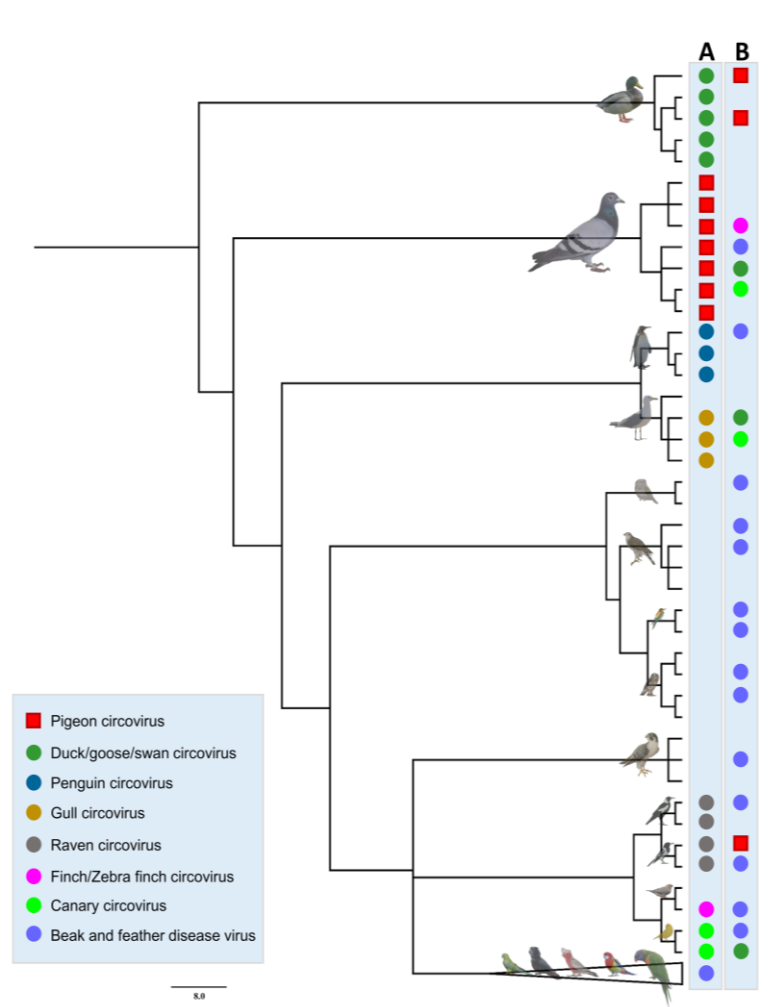 A B
Pigeon circovirus
Duck/goose/swan circovirus
Penguin circovirus
Gull circovirus
Raven circovirus
Finch/Zebra finch circovirus
Canary circovirus
Beak and feather disease virus
8.0